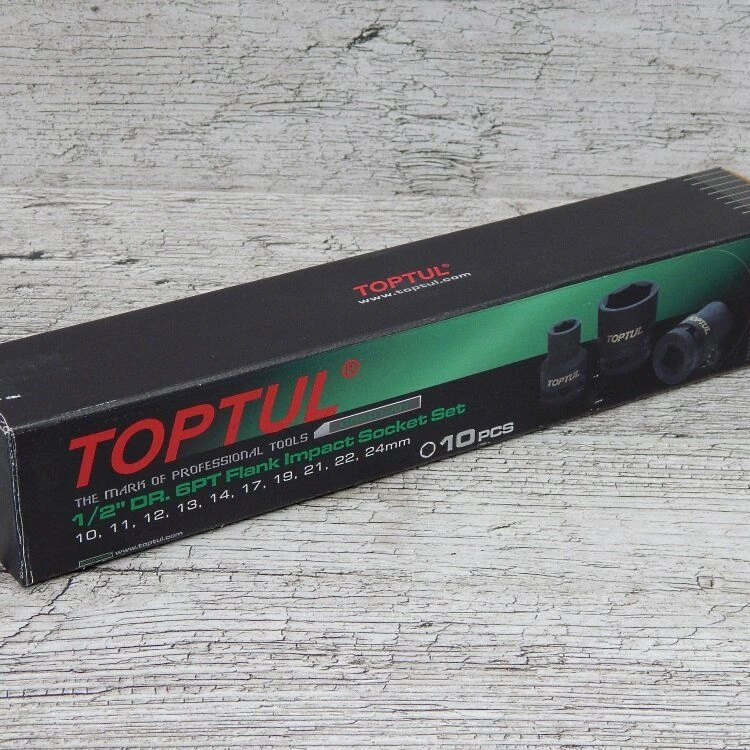 TOPTUL®
www.toptul.com
TOPTUL®
THE MARK OF PROFESSIONAL TOOLS
1/2" DR. 6PT Flank Impact Socket Set
10, 11, 12, 13, 14, 17, 19, 21, 22, 24mm
10 PCS
www.toptul.com
TOPTUL
TOPTUL
TOPTUL